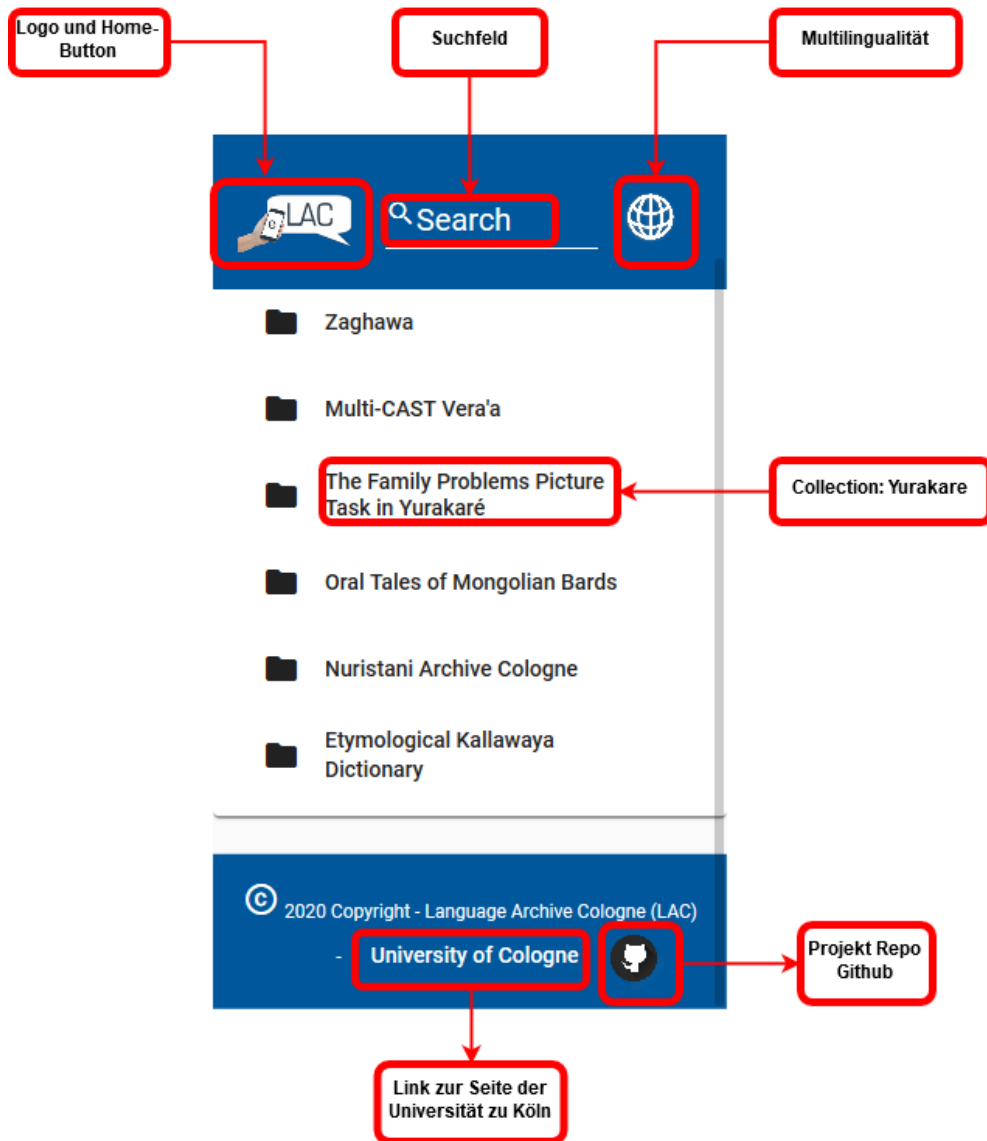 Logo und Home-
Button
Suchfeld
Multilingualität
LAC
Search
Zaghawa
Multi-CAST Vera'a
The Family Problems Picture
Task in Yurakaré
Collection: Yurakare
Oral Tales of Mongolian Bards
Nuristani Archive Cologne
Etymological Kallawaya
Dictionary
© 2020 Copyright - Language Archive Cologne (LAC)
- University of Cologne
Projekt Repo
Github
Link zur Seite der
Universität zu Köln